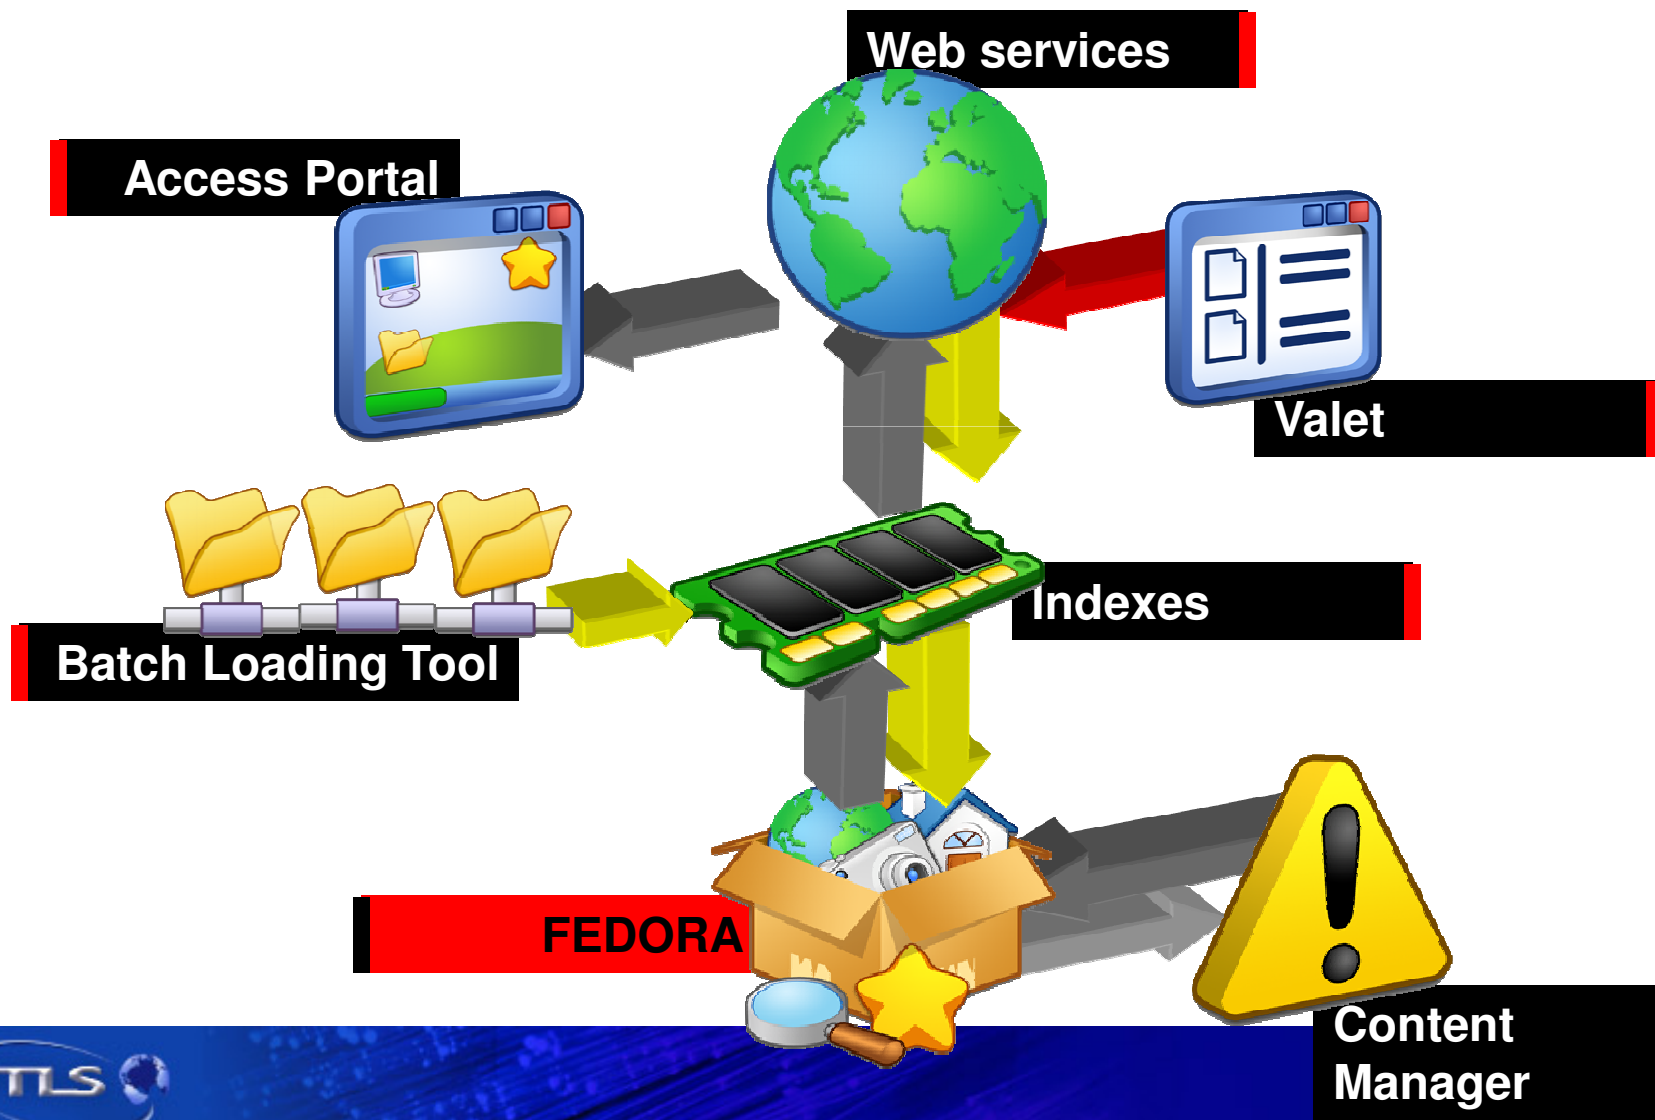 Web services
Access Portal
Valet
Indexes
Batch Loading Tool
FEDORA
Content
Manager
TLS